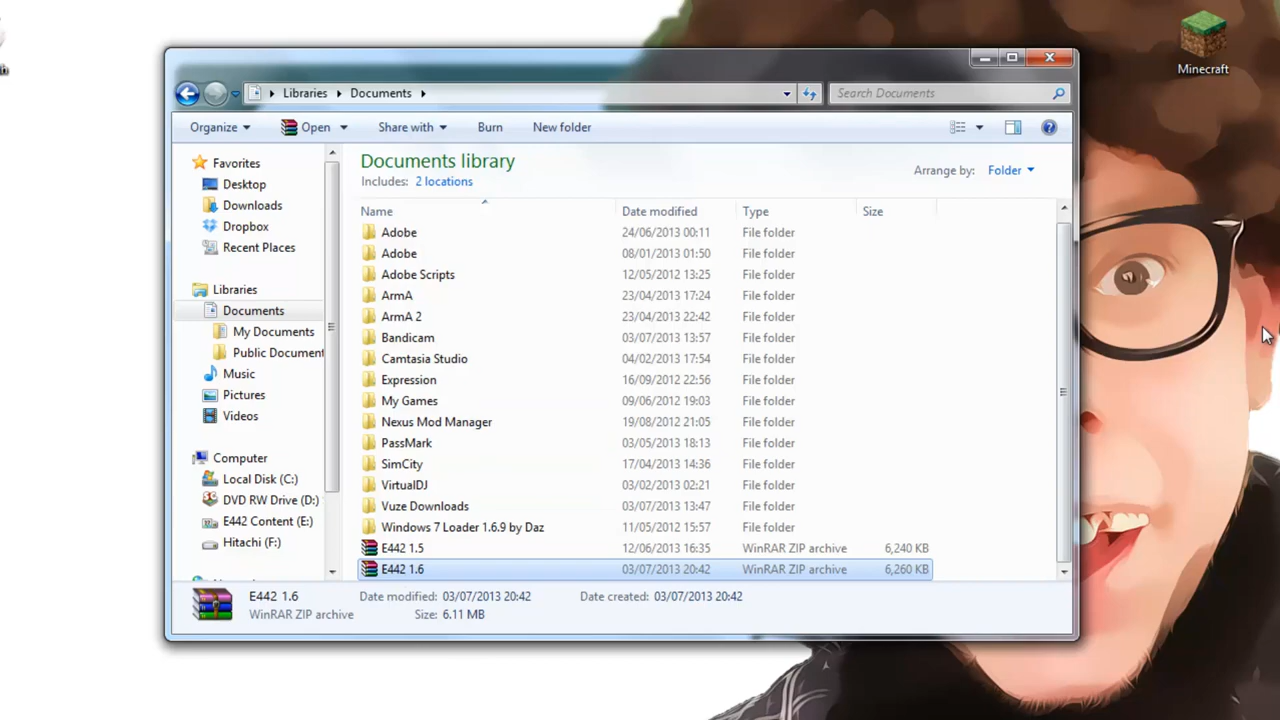 Minecraft
Libraries Documents
Search Documents
Organize Open Share with Burn New folder
Documents library
Includes: 2 locations
Arrange by: Folder
Name Date modified Type Size
Favorites
Desktop
Downloads
Dropbox
Recent Places
Libraries
Documents
My Documents
Public Document
Music
Pictures
Videos
Computer
Local Disk (C:)
DVD RW Drive (D:)
E442 Content (E:)
Hitachi (F:)
Adobe 24/06/2013 00:11 File folder
Adobe 08/01/2013 01:50 File folder
Adobe Scripts 12/05/2012 13:25 File folder
ArmA 23/04/2013 17:24 File folder
ArmA 2 23/04/2013 22:42 File folder
Bandicam 03/07/2013 13:57 File folder
Camtasia Studio 04/02/2013 17:54 File folder
Expression 16/09/2012 22:56 File folder
My Games 09/06/2012 19:03 File folder
Nexus Mod Manager 19/08/2012 21:05 File folder
PassMark 03/05/2013 18:13 File folder
SimCity 17/04/2013 14:36 File folder
VirtualDJ 03/02/2013 02:21 File folder
Vuze Downloads 03/07/2013 13:47 File folder
Windows 7 Loader 1.6.9 by Daz 11/05/2012 15:57 File folder
E442 1.5 12/06/2013 16:35 WinRAR ZIP archive 6,240 KB
E442 1.6 03/07/2013 20:42 WinRAR ZIP archive 6,260 KB
E442 1.6 Date modified: 03/07/2013 20:42 Date created: 03/07/2013 20:42
WinRAR ZIP archive Size: 6.11 MB